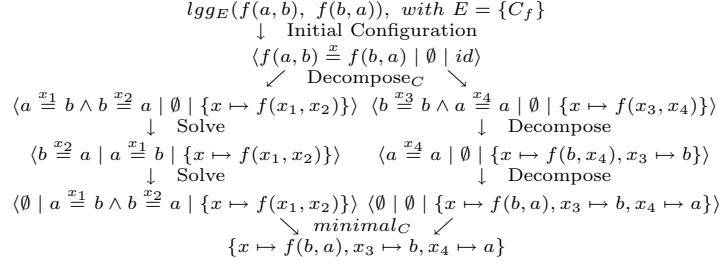 lgg_E(f(a, b), f(b, a)), with E = {C_f}
↓ Initial Configuration
⟨f(a, b) ≟^x f(b, a) | ∅ | id⟩
↙ Decompose_C ↘
⟨a ≟^{x_1} b ∧ b ≟^{x_2} a | ∅ | {x ↦ f(x_1, x_2)}⟩ ⟨b ≟^{x_3} b ∧ a ≟^{x_4} a | ∅ | {x ↦ f(x_3, x_4)}⟩
↓ Solve ↓ Decompose
⟨b ≟^{x_2} a | a ≟^{x_1} b | {x ↦ f(x_1, x_2)}⟩ ⟨a ≟^{x_4} a | ∅ | {x ↦ f(b, x_4), x_3 ↦ b}⟩
↓ Solve ↓ Decompose
⟨∅ | a ≟^{x_1} b ∧ b ≟^{x_2} a | {x ↦ f(x_1, x_2)}⟩ ⟨∅ | ∅ | {x ↦ f(b, a), x_3 ↦ b, x_4 ↦ a}⟩
↘ minimal_C ↙
{x ↦ f(b, a), x_3 ↦ b, x_4 ↦ a}